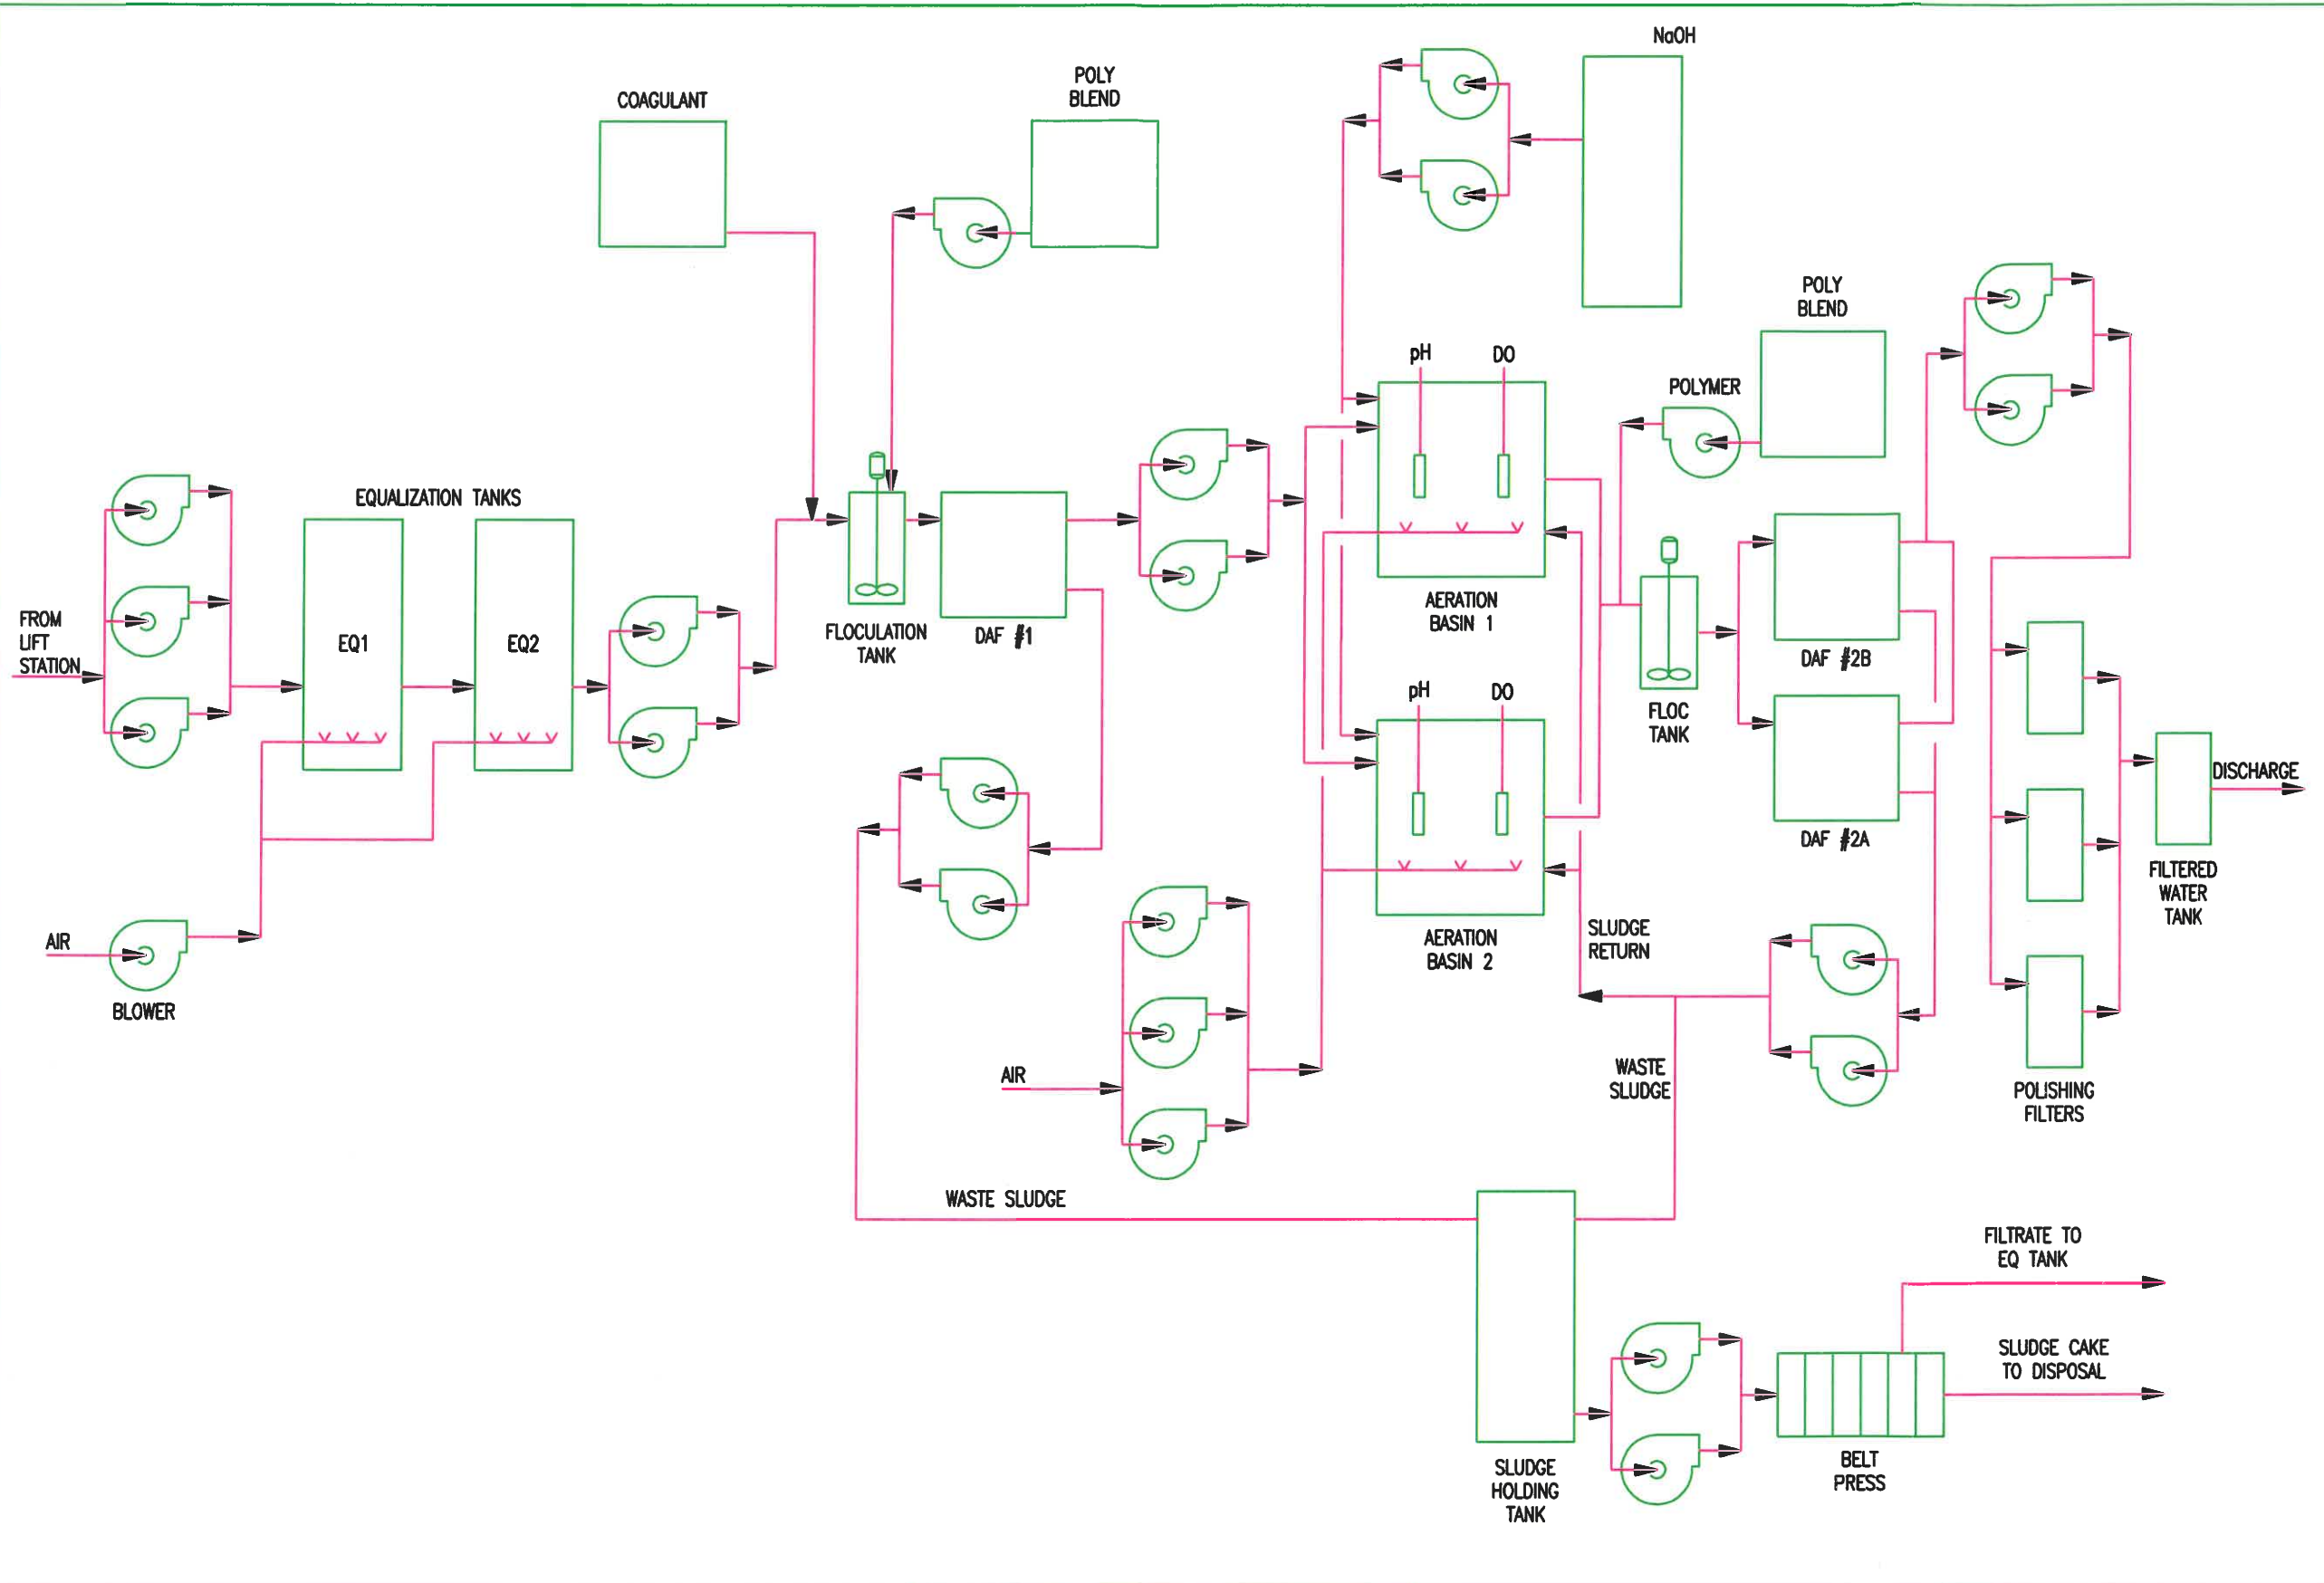 NaOH
POLY
BLEND
COAGULANT
POLY
BLEND
pH
DO
POLYMER
EQUALIZATION TANKS
FROM
LIFT
STATION
EQ1
EQ2
FLOCULATION
TANK
DAF #1
AERATION
BASIN 1
DAF #2B
pH
DO
FLOC
TANK
DAF #2A
DISCHARGE
FILTERED
WATER
TANK
AIR
BLOWER
AERATION
BASIN 2
SLUDGE
RETURN
AIR
WASTE
SLUDGE
POLISHING
FILTERS
WASTE SLUDGE
FILTRATE TO
EQ TANK
SLUDGE CAKE
TO DISPOSAL
SLUDGE
HOLDING
TANK
BELT
PRESS